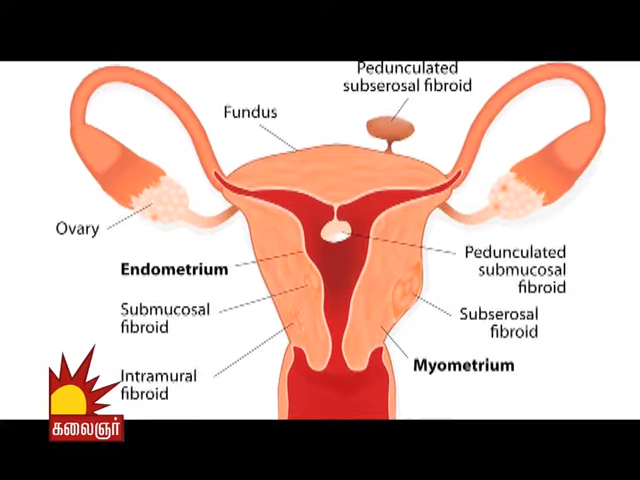 Pedunculated
subserosal fibroid
Fundus
Ovary
Endometrium
Pedunculated
submucosal
fibroid
Submucosal
fibroid
Subserosal
fibroid
Myometrium
Intramural
fibroid
கலைஞர்